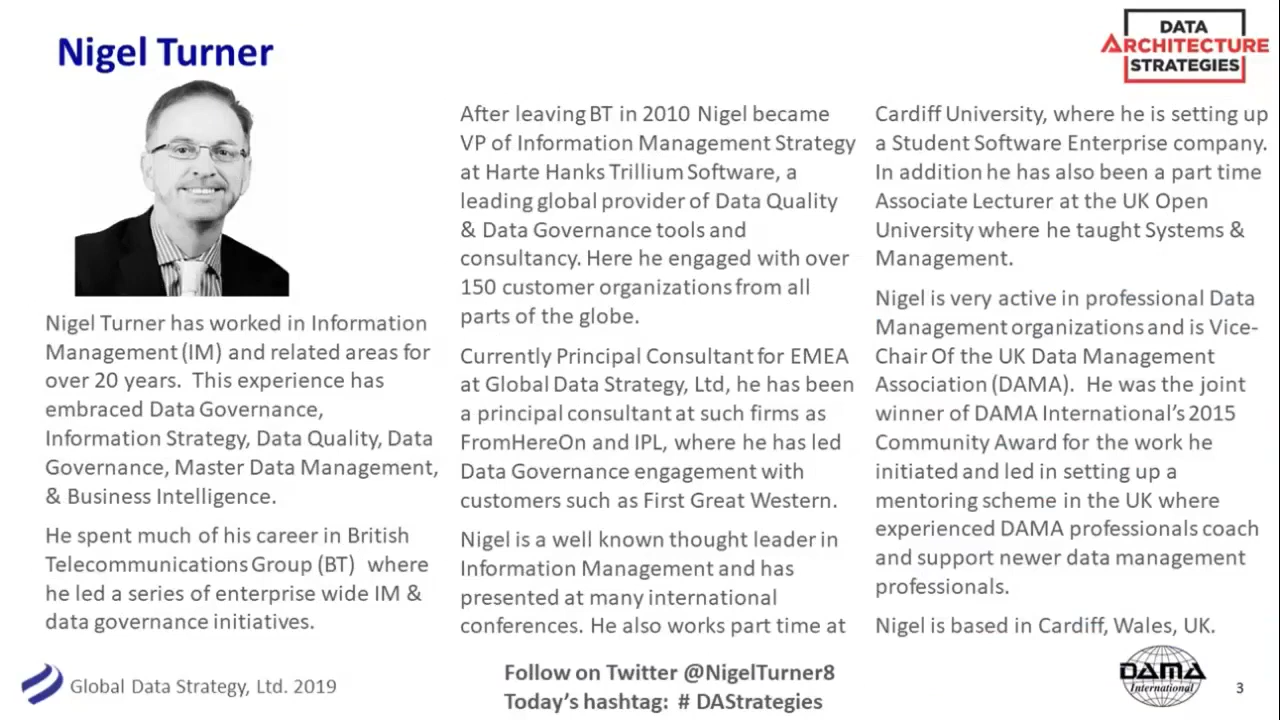 Nigel Turner
DATA
ARCHITECTURE
STRATEGIES
Nigel Turner has worked in Information
Management (IM) and related areas for
over 20 years. This experience has
embraced Data Governance,
Information Strategy, Data Quality, Data
Governance, Master Data Management,
& Business Intelligence.
He spent much of his career in British
Telecommunications Group (BT) where
he led a series of enterprise wide IM &
data governance initiatives.
After leaving BT in 2010 Nigel became
VP of Information Management Strategy
at Harte Hanks Trillium Software, a
leading global provider of Data Quality
& Data Governance tools and
consultancy. Here he engaged with over
150 customer organizations from all
parts of the globe.
Currently Principal Consultant for EMEA
at Global Data Strategy, Ltd, he has been
a principal consultant at such firms as
FromHereOn and IPL, where he has led
Data Governance engagement with
customers such as First Great Western.
Nigel is a well known thought leader in
Information Management and has
presented at many international
conferences. He also works part time at
Cardiff University, where he is setting up
a Student Software Enterprise company.
In addition he has also been a part time
Associate Lecturer at the UK Open
University where he taught Systems &
Management.
Nigel is very active in professional Data
Management organizations and is Vice-
Chair Of the UK Data Management
Association (DAMA). He was the joint
winner of DAMA International's 2015
Community Award for the work he
initiated and led in setting up a
mentoring scheme in the UK where
experienced DAMA professionals coach
and support newer data management
professionals.
Nigel is based in Cardiff, Wales, UK.
Global Data Strategy, Ltd. 2019
Follow on Twitter @NigelTurner8
Today's hashtag: # DAStrategies
DAMA
International
3